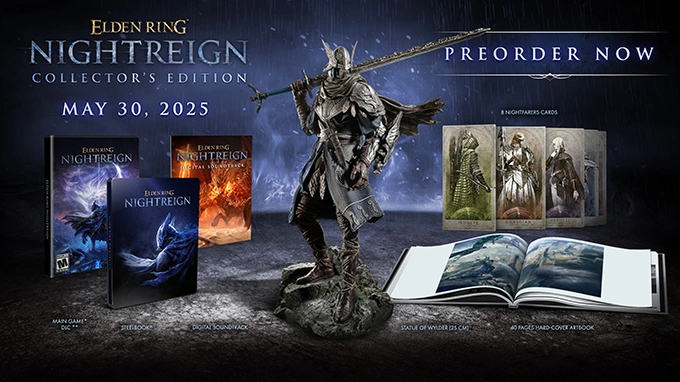 ELDEN RING
NIGHTREIGN
COLLECTOR'S EDITION
MAY 30, 2025
PREORDER NOW
8 NIGHTFARERS CARDS
ELDEN RING
NIGHTREIGN
ELDEN RING
NIGHTREIGN
DIGITAL SOUNDTRACK
ELDEN RING
NIGHTREIGN
M
MAIN GAME*
DLC **
STEELBOOK®
DIGITAL SOUNDTRACK
STATUE OF WYLDER (25 CM)
40 PAGES HARD-COVER ARTBOOK